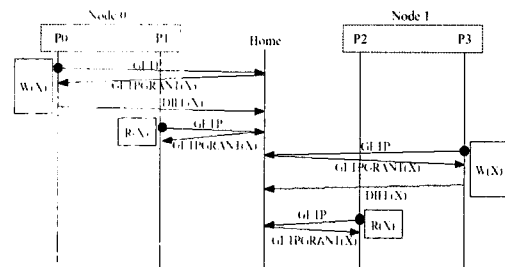 Node 0
Node 1
P0
P1
Home
P2
P3
GETP
W(X)
GETPGRANT(X)
DIFF(X)
R(X)
GETP
GETPGRANT(X)
GETP
GETPGRANT(X)
W(X)
DIFF(X)
GETP
R(X)
GETPGRANT(X)